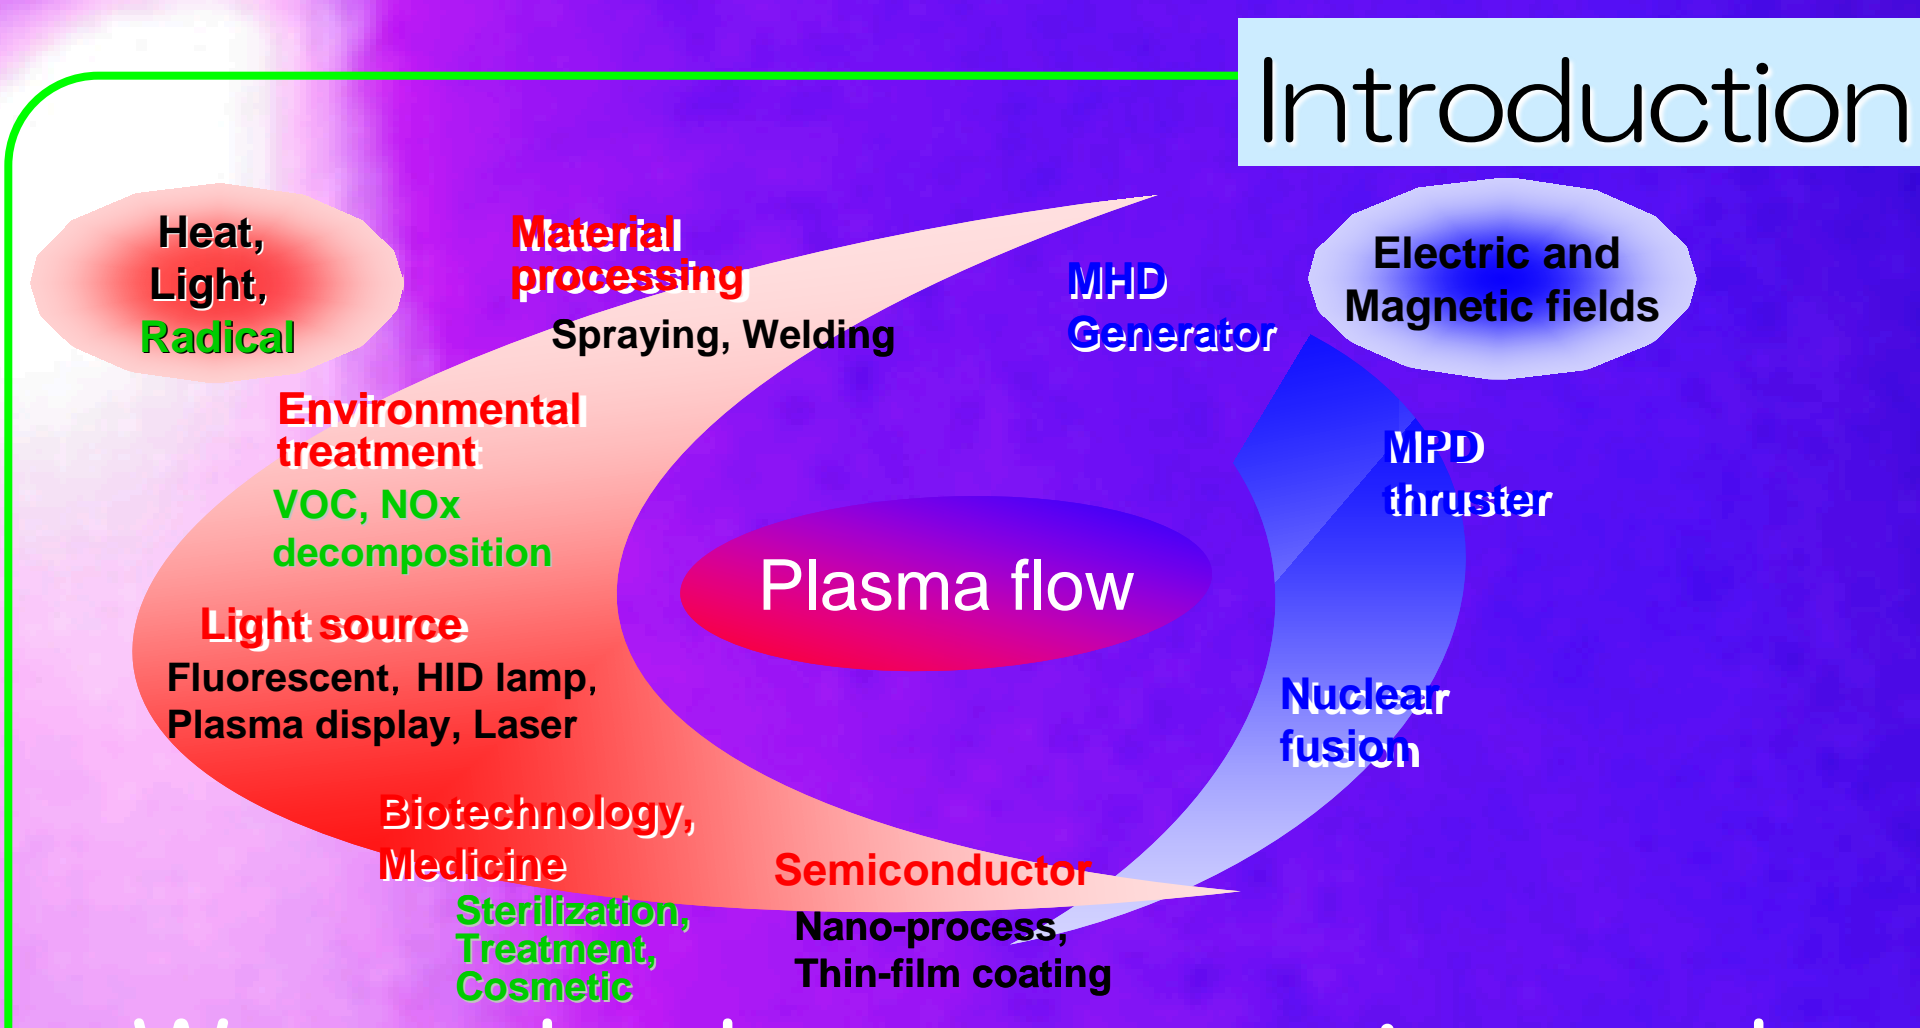 Introduction
Heat,
Light,
Radical
Material
processing
Spraying, Welding
MHD
Generator
Electric and
Magnetic fields
Environmental
treatment
VOC, NOx
decomposition
MPD
thruster
Plasma flow
Light source
Fluorescent, HID lamp,
Plasma display, Laser
Nuclear
fusion
Biotechnology,
Medicine
Sterilization,
Treatment,
Cosmetic
Semiconductor
Nano-process,
Thin-film coating